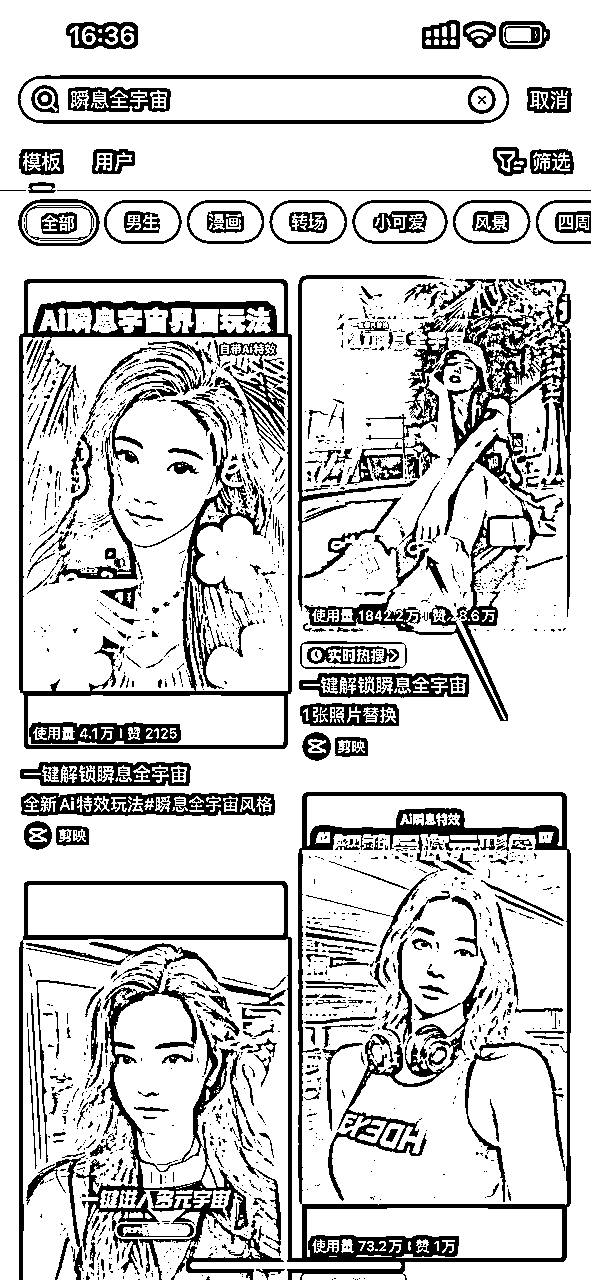 16:36
瞬息全宇宙
取消
模板
用户
筛选
全部
男生
漫画
转场
小可爱
风景
四周
Ai瞬息宇宙界面玩法
自带Ai特效
使用量 4.1万 | 赞 2125
一键解锁瞬息全宇宙
全新Ai特效玩法#瞬息全宇宙风格
剪映
使用量 1842.2万 | 赞 23.6万
实时热搜 >
一键解锁瞬息全宇宙
1张照片替换
剪映
一键进入多元宇宙
Ai瞬息特效
使用量 73.2万 | 赞 1万